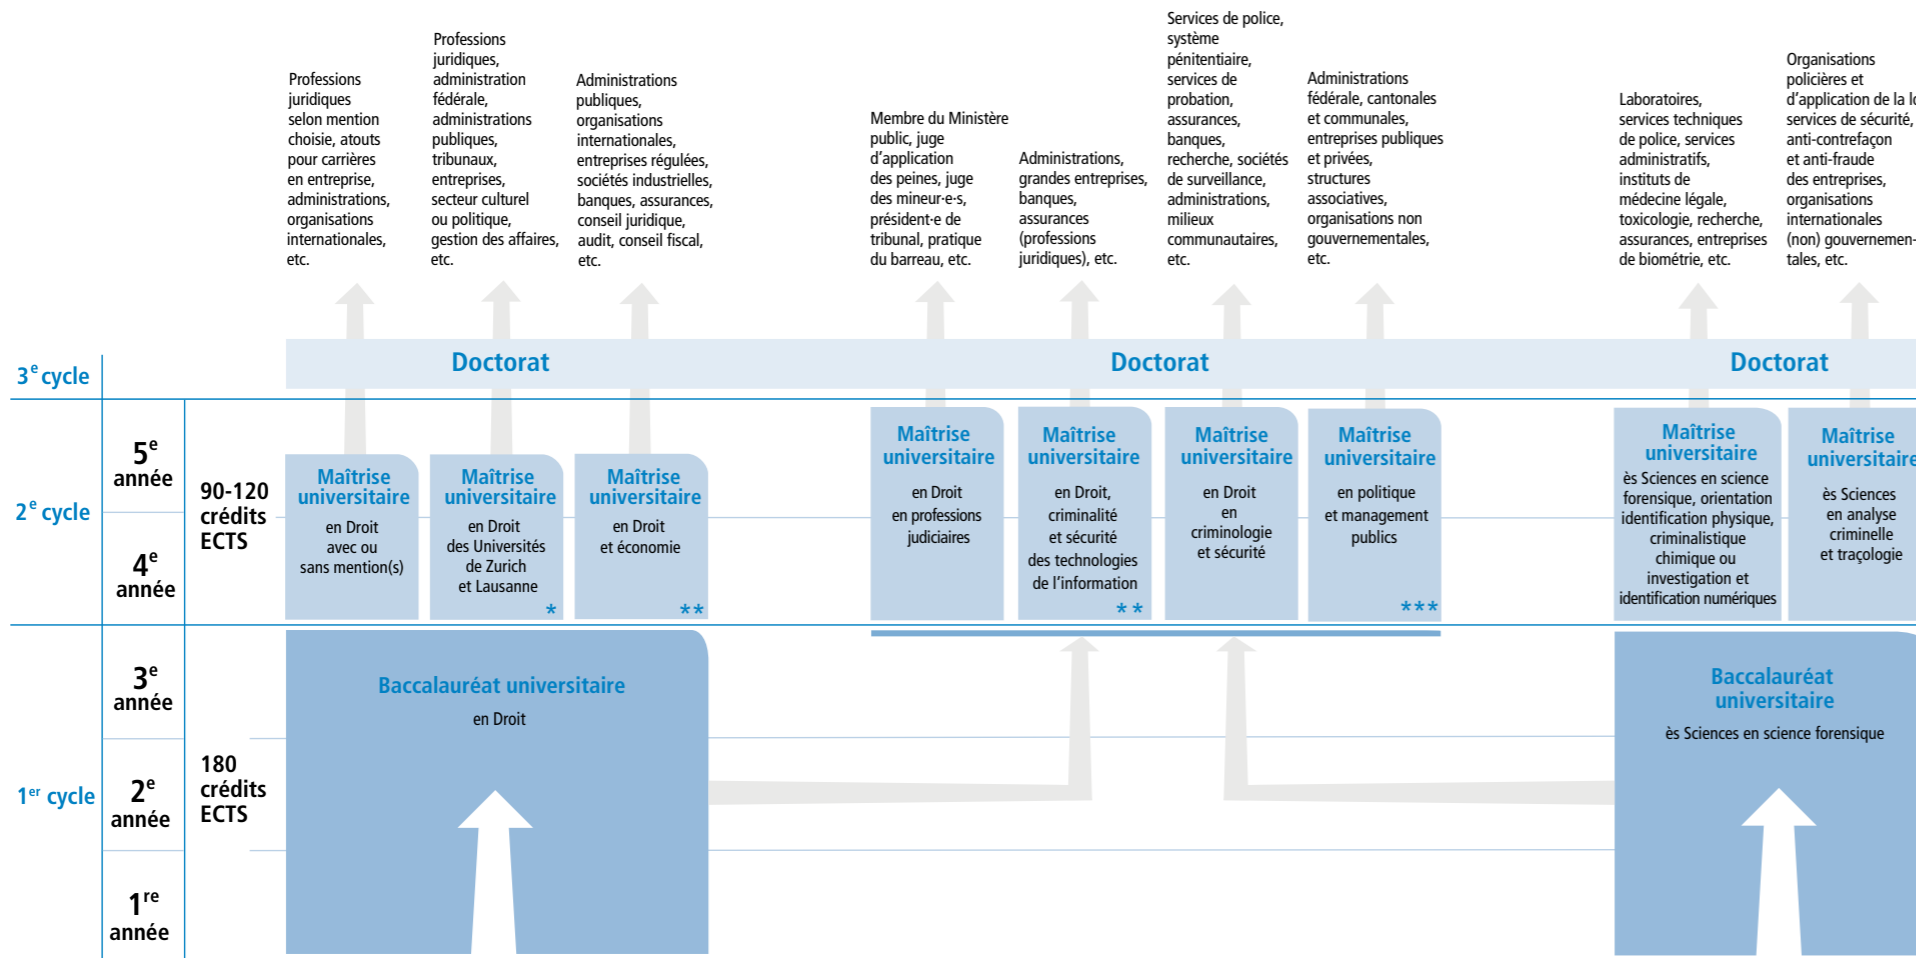 Professions
juridiques
selon mention
choisie, atouts
pour carrières
en entreprise,
administrations,
organisations
internationales,
etc.
Professions
juridiques,
administration
fédérale,
administrations
publiques,
tribunaux,
entreprises,
secteur culturel
ou politique,
gestion des affaires,
etc.
Administrations
publiques,
organisations
internationales,
entreprises régulées,
sociétés industrielles,
banques, assurances,
conseil juridique,
audit, conseil fiscal,
etc.
Membre du Ministère
public, juge
d'application
des peines, juge
des mineur·e·s,
président·e de
tribunal, pratique
du barreau, etc.
Administrations,
grandes entreprises,
banques,
assurances
(professions
juridiques), etc.
Services de police,
système
pénitentiaire,
services de
probation,
assurances,
banques,
recherche, sociétés
de surveillance,
administrations,
milieux
communautaires,
etc.
Administrations
fédérale, cantonales
et communales,
entreprises publiques
et privées,
structures
associatives,
organisations non
gouvernementales,
etc.
Laboratoires,
services techniques
de police, services
administratifs,
instituts de
médecine légale,
toxicologie, recherche,
assurances, entreprises
de biométrie, etc.
Organisations
policières et
d'application de la
services de sécurité,
anti-contrefaçon
et anti-fraude
des entreprises,
organisations
internationales
(non) gouvernemen-
tales, etc.
3e cycle
Doctorat
Doctorat
Doctorat
2e cycle
5e
année
4e
année
90-120
crédits
ECTS
Maîtrise
universitaire
en Droit
avec ou
sans mention(s)
Maîtrise
universitaire
en Droit
des Universités
de Zurich
et Lausanne
*
Maîtrise
universitaire
en Droit
et économie
**
Maîtrise
universitaire
en Droit
en professions
judiciaires
Maîtrise
universitaire
en Droit,
criminalité
et sécurité
des technologies
de l'information
**
Maîtrise
universitaire
en Droit
en
criminologie
et sécurité
Maîtrise
universitaire
en politique
et management
publics
***
Maîtrise
universitaire
ès Sciences en science
forensique, orientation
identification physique,
criminalistique
chimique ou
investigation et
identification numériques
Maîtrise
universitaire
ès Sciences
en analyse
criminelle
et traçologie
1er cycle
3e
année
2e
année
1re
année
180
crédits
ECTS
Baccalauréat universitaire
en Droit
Baccalauréat
universitaire
ès Sciences en science forensique